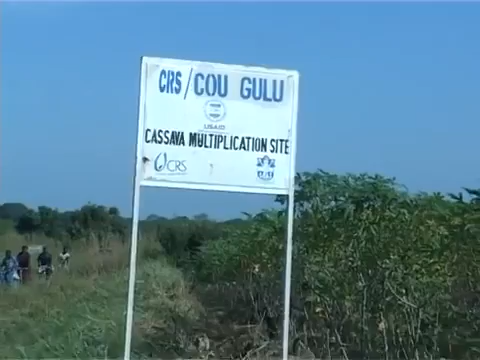 CRS/COU GULU
USAID
CASSAVA MULTIPLICATION SITE
CRS